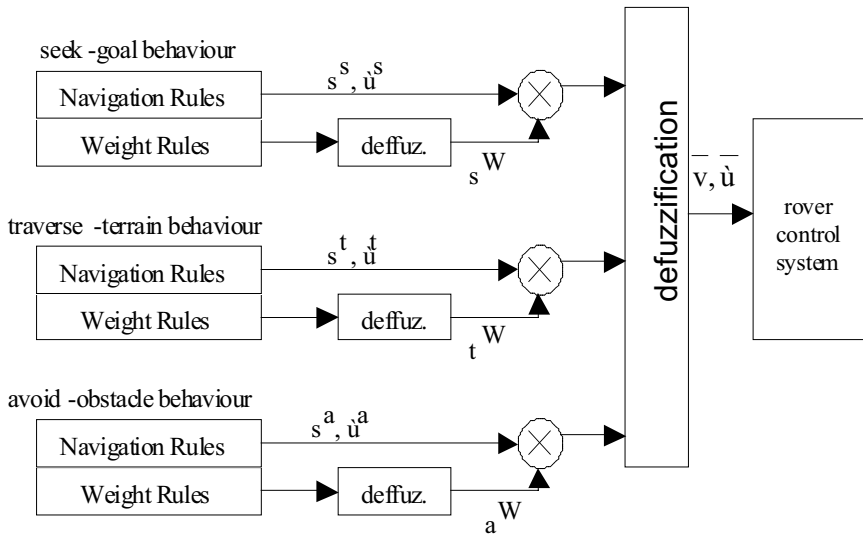 seek -goal behaviour
Navigation Rules
s^s, ù^s
Weight Rules
deffuz.
s^W
traverse -terrain behaviour
Navigation Rules
s^t, ù^t
Weight Rules
deffuz.
t^W
avoid -obstacle behaviour
Navigation Rules
s^a, ù^a
Weight Rules
deffuz.
a^W
defuzzification
v̅, ù̅
rover
control
system